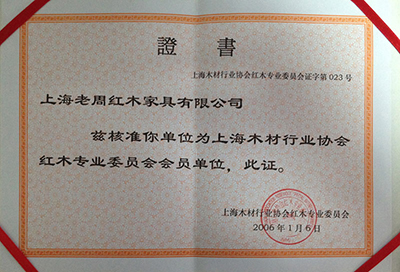 證書
上海木材行业协会红木专业委员会证字第023号
上海老周红木家具有限公司
兹核准你单位为上海木材行业协会
红木专业委员会会员单位，此证。
上海木材行业协会红木专业委员会
2006年1月6日